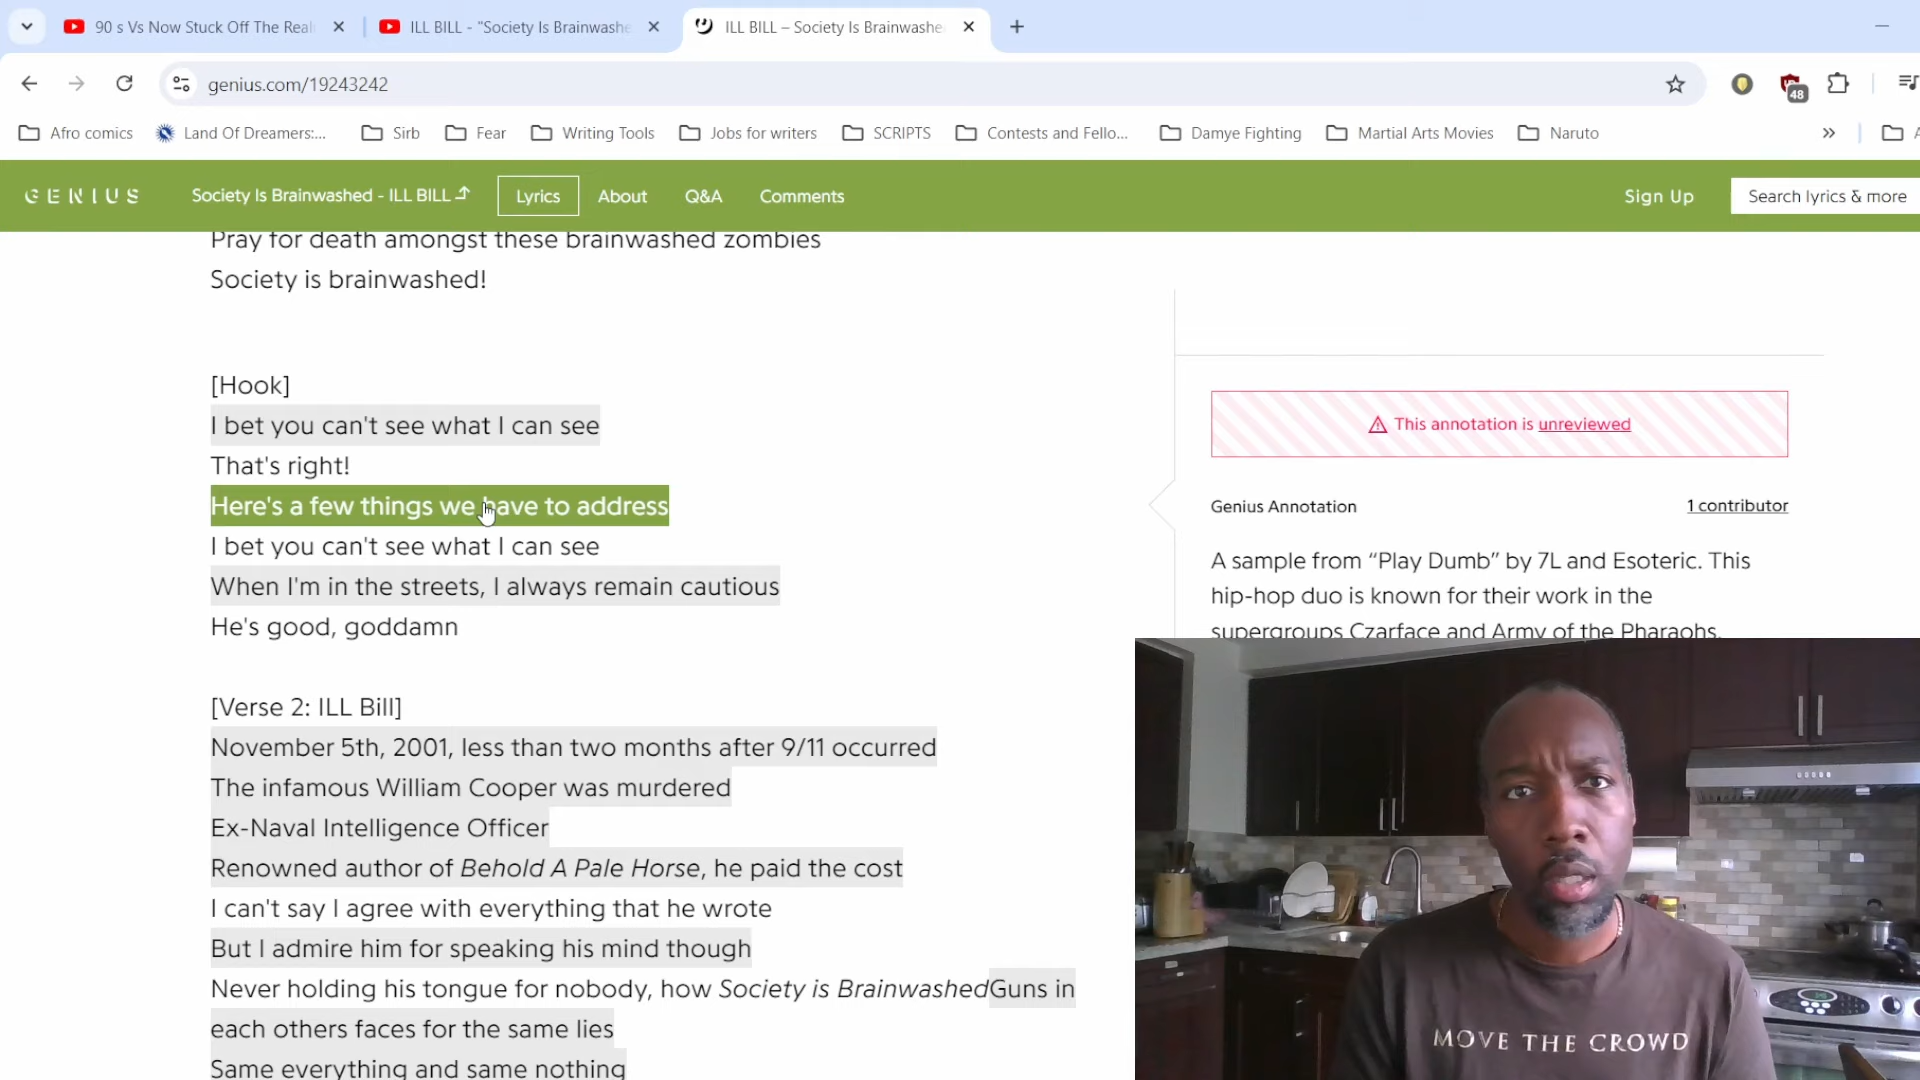 90 s Vs Now Stuck Off The Real
ILL BILL - "Society Is Brainwashe
ILL BILL – Society Is Brainwashe
genius.com/19243242
48
Afro comics
Land Of Dreamers:...
Sirb
Fear
Writing Tools
Jobs for writers
SCRIPTS
Contests and Fello...
Damye Fighting
Martial Arts Movies
Naruto
GENIUS
Society Is Brainwashed - ILL BILL
Lyrics
About
Q&A
Comments
Sign Up
Search lyrics & more
Pray for death amongst these brainwashed zombies
Society is brainwashed!
[Hook]
I bet you can't see what I can see
That's right!
Here's a few things we have to address
I bet you can't see what I can see
When I'm in the streets, I always remain cautious
He's good, goddamn
[Verse 2: ILL Bill]
November 5th, 2001, less than two months after 9/11 occurred
The infamous William Cooper was murdered
Ex-Naval Intelligence Officer
Renowned author of Behold A Pale Horse, he paid the cost
I can't say I agree with everything that he wrote
But I admire him for speaking his mind though
Never holding his tongue for nobody, how Society is BrainwashedGuns in
each others faces for the same lies
Same everything and same nothing
This annotation is unreviewed
Genius Annotation
1 contributor
A sample from “Play Dumb” by 7L and Esoteric. This
hip-hop duo is known for their work in the
supergroups Czarface and Army of the Pharaohs.
MOVE THE CROWD